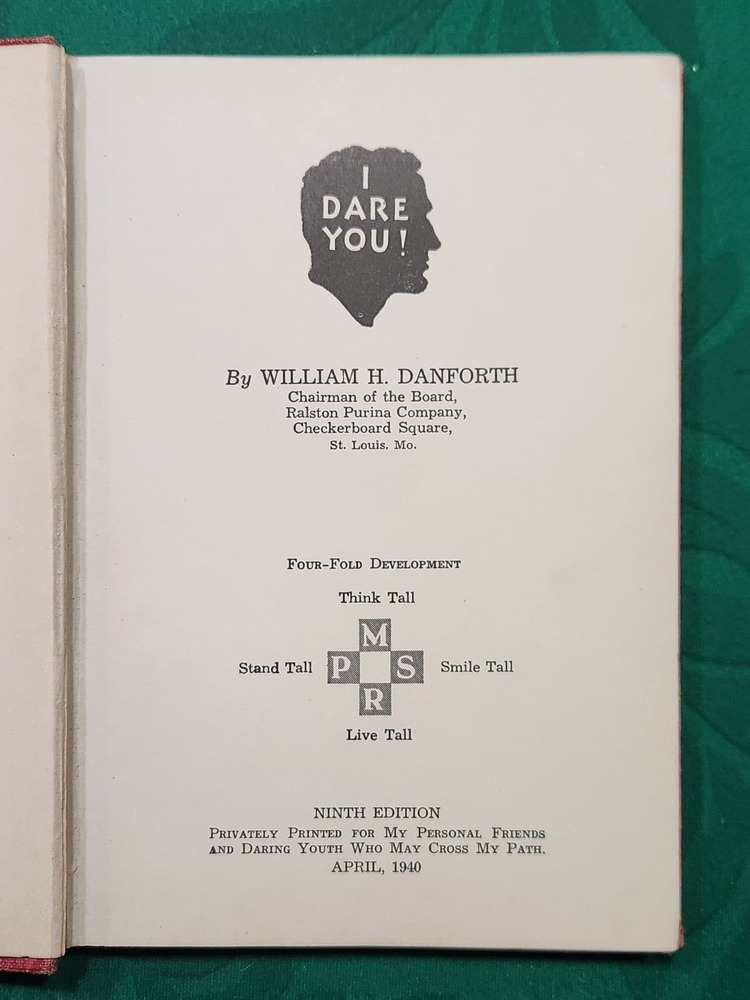 I
DARE
YOU!
By WILLIAM H. DANFORTH
Chairman of the Board,
Ralston Purina Company,
Checkerboard Square,
St. Louis, Mo.
FOUR-FOLD DEVELOPMENT
Think Tall
M
Stand Tall P S Smile Tall
R
Live Tall
NINTH EDITION
PRIVATELY PRINTED FOR MY PERSONAL FRIENDS
AND DARING YOUTH WHO MAY CROSS MY PATH.
APRIL, 1940